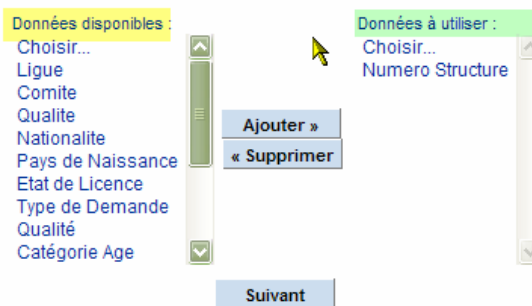 Données disponibles :
Choisir...
Ligue
Comite
Qualite
Nationalite
Pays de Naissance
Etat de Licence
Type de Demande
Qualité
Catégorie Age
Ajouter »
« Supprimer
Données à utiliser :
Choisir...
Numero Structure
Suivant